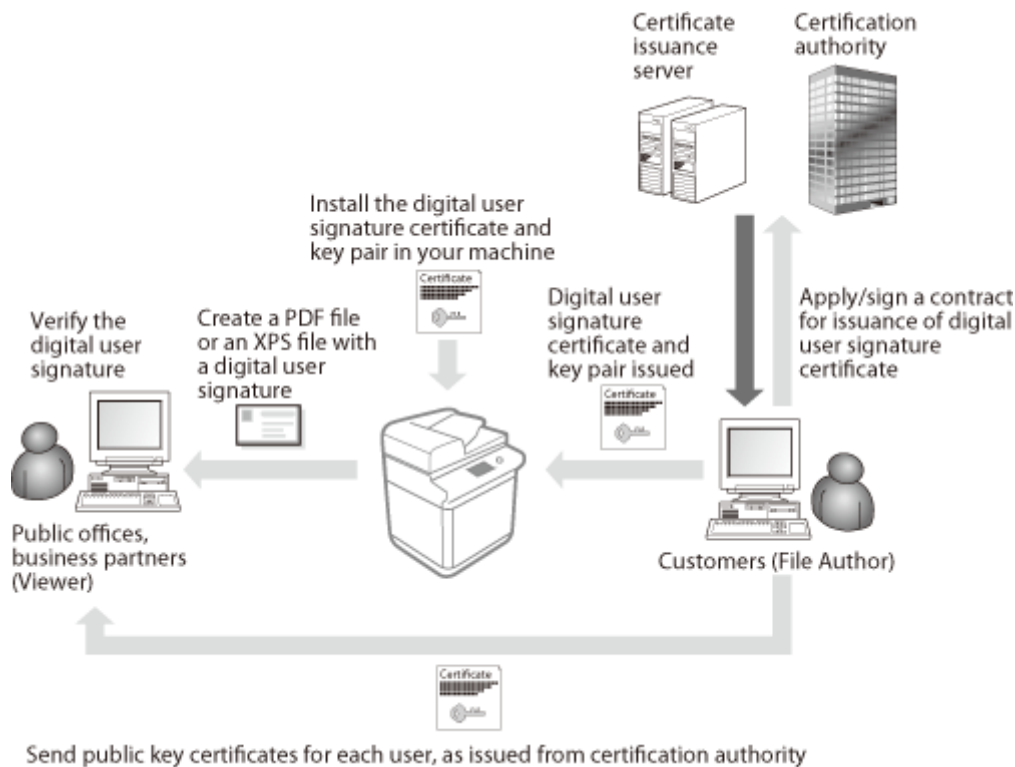 Certificate
issuance
server
Certification
authority
Install the digital user
signature certificate and
key pair in your machine
Certificate
Verify the
digital user
signature
Create a PDF file
or an XPS file with
a digital user
signature
Digital user
signature
certificate and
key pair issued
Certificate
Apply/sign a contract
for issuance of digital
user signature
certificate
Public offices,
business partners
(Viewer)
Customers (File Author)
Certificate
Send public key certificates for each user, as issued from certification authority